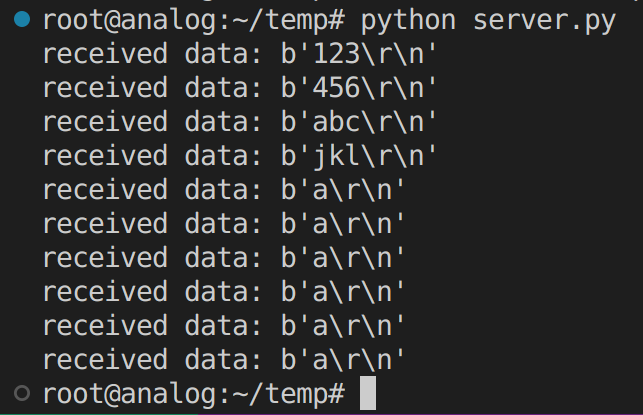 root@analog:~/temp# python server.py
received data: b'123\r\n'
received data: b'456\r\n'
received data: b'abc\r\n'
received data: b'jkl\r\n'
received data: b'a\r\n'
received data: b'a\r\n'
received data: b'a\r\n'
received data: b'a\r\n'
received data: b'a\r\n'
received data: b'a\r\n'
root@analog:~/temp#